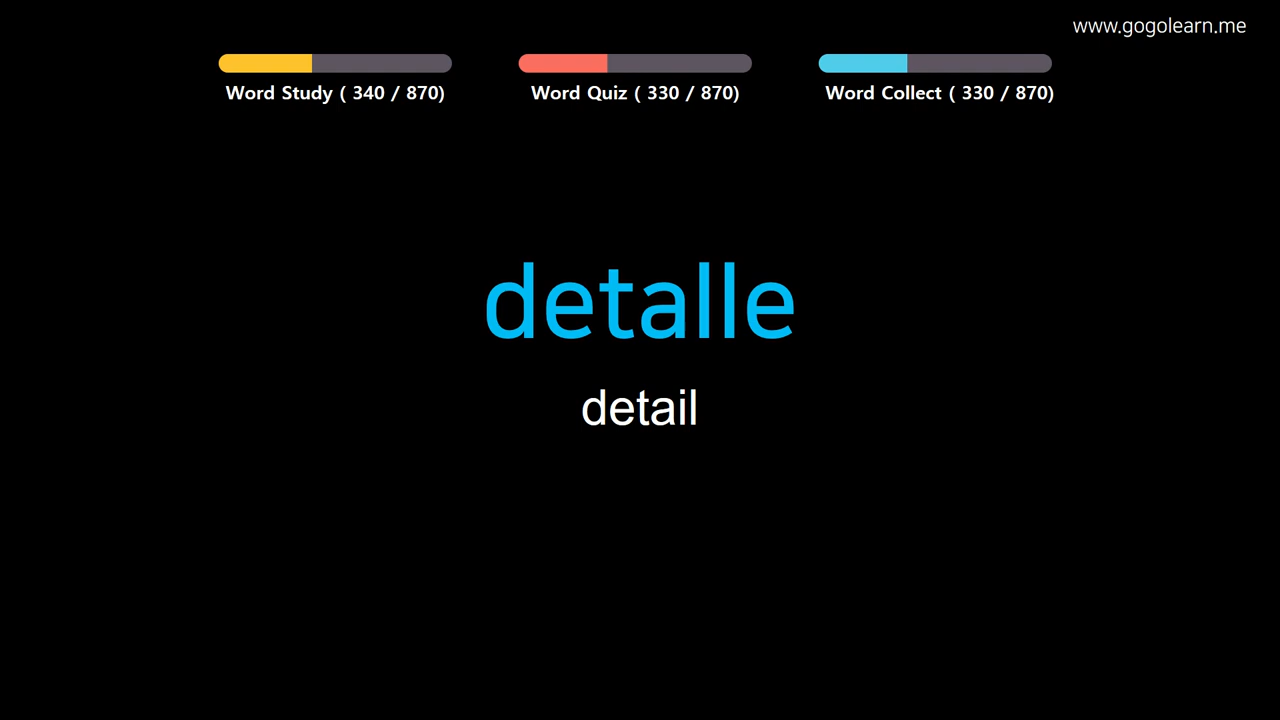 www.gogolearn.me
Word Study ( 340 / 870)
Word Quiz ( 330 / 870)
Word Collect ( 330 / 870)
detalle
detail